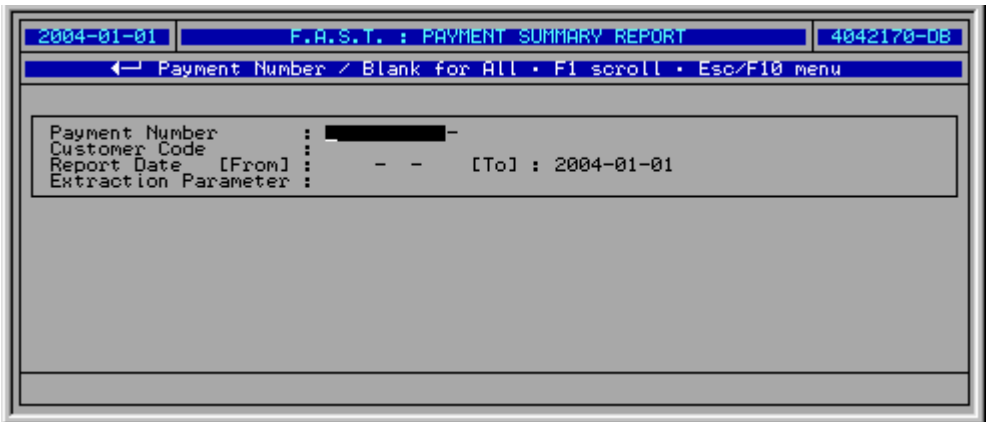 2004-01-01 F.A.S.T. : PAYMENT SUMMARY REPORT 4042170-DB
◄─┘ Payment Number / Blank for All · F1 scroll · Esc/F10 menu
Payment Number : -
Customer Code :
Report Date [From] : - - [To] : 2004-01-01
Extraction Parameter :